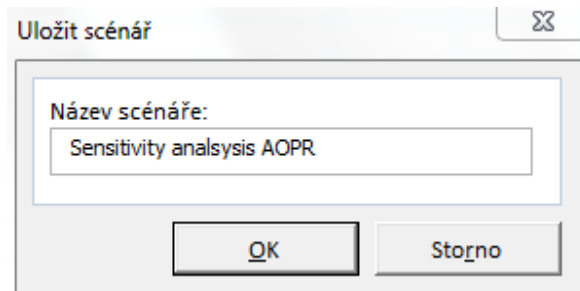 Uložit scénář
Název scénáře:
Sensitivity analsysis AOPR
OK
Storno